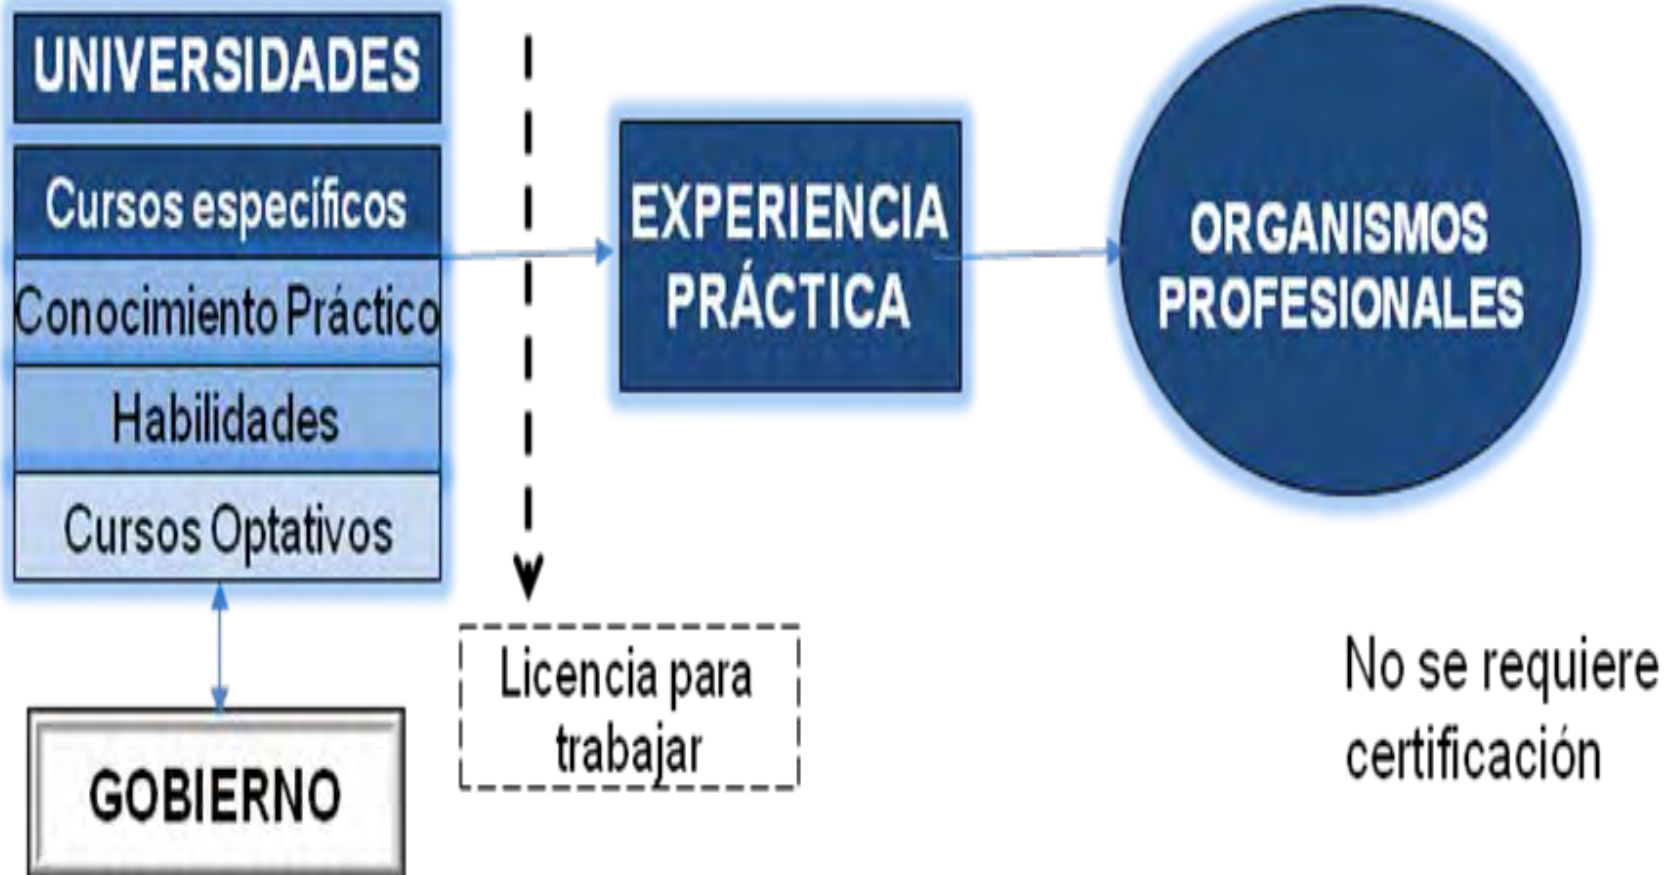 UNIVERSIDADES
Cursos específicos
Conocimiento Práctico
Habilidades
Cursos Optativos
GOBIERNO
Licencia para
trabajar
EXPERIENCIA
PRÁCTICA
ORGANISMOS
PROFESIONALES
No se requiere
certificación